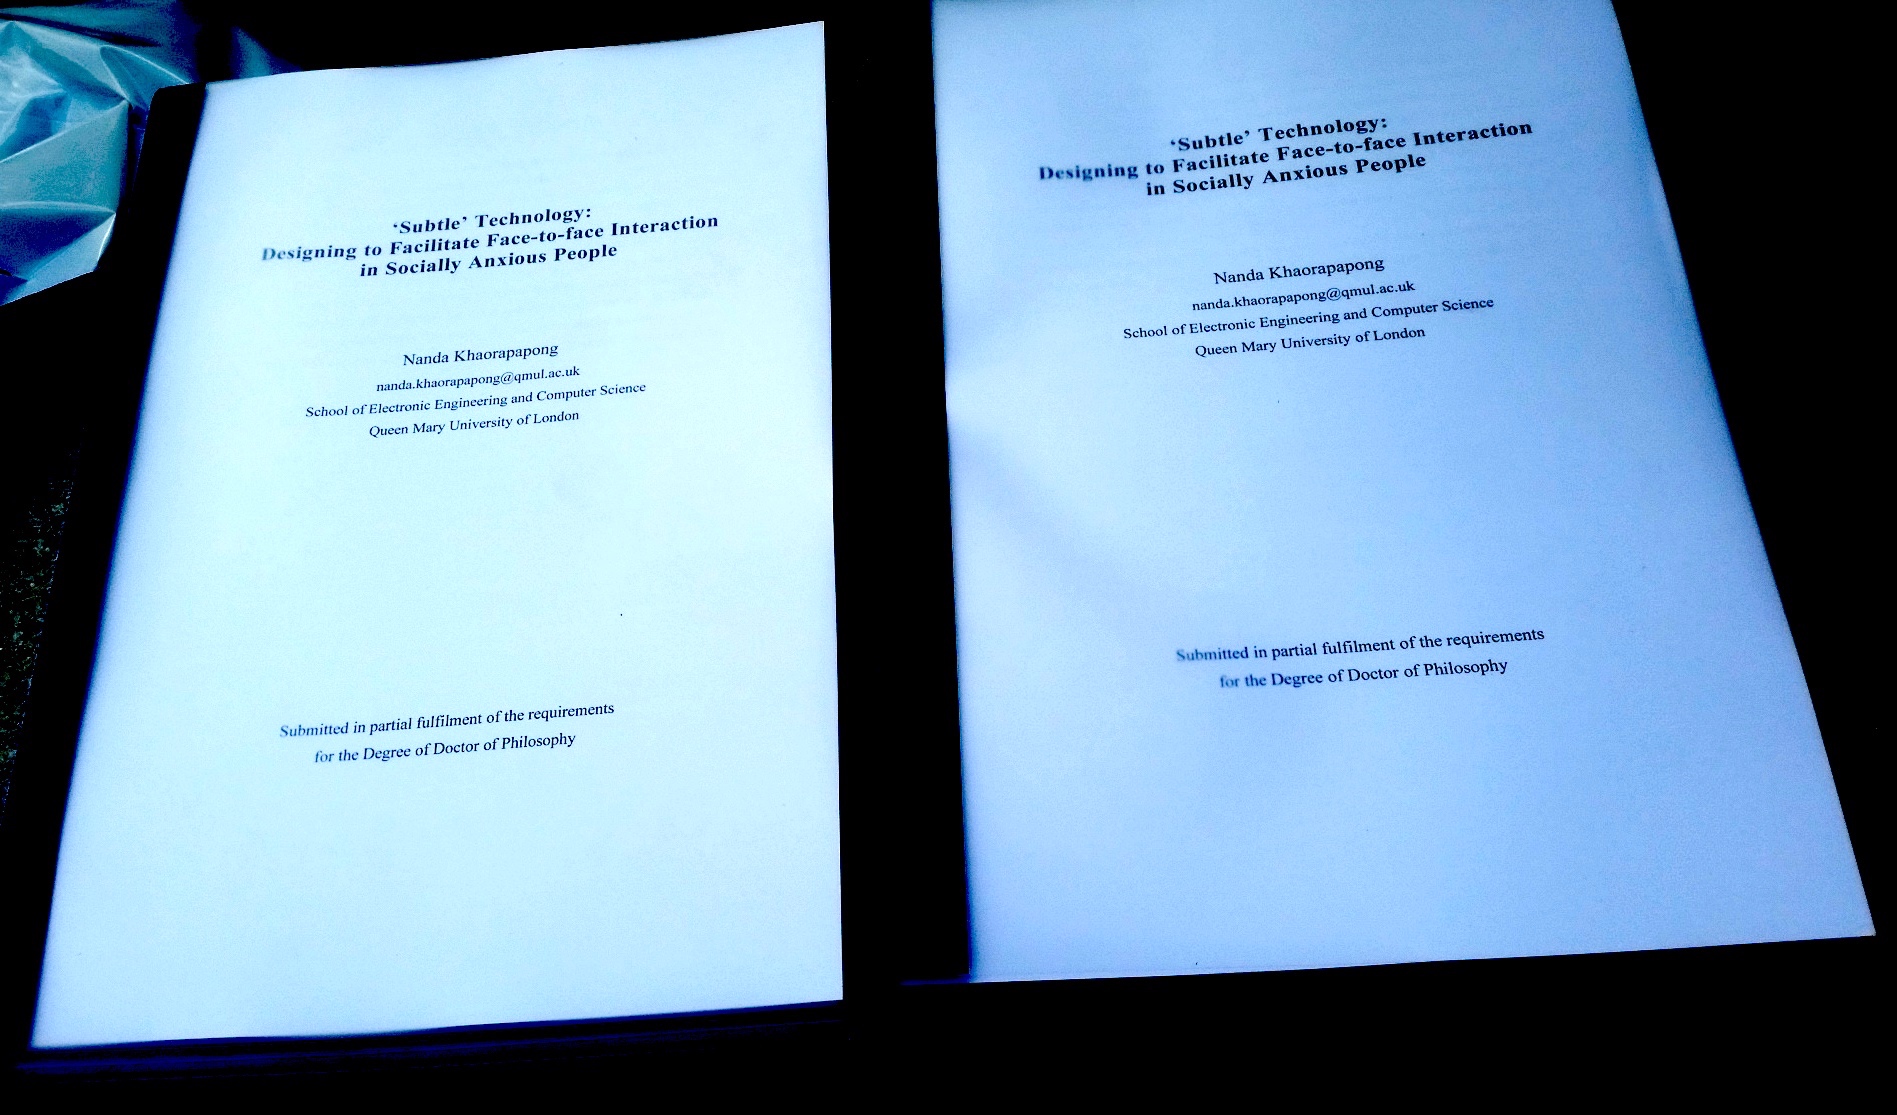 ‘Subtle’ Technology:
Designing to Facilitate Face-to-face Interaction
in Socially Anxious People
Nanda Khaorapapong
nanda.khaorapapong@qmul.ac.uk
School of Electronic Engineering and Computer Science
Queen Mary University of London
Submitted in partial fulfilment of the requirements
for the Degree of Doctor of Philosophy
‘Subtle’ Technology:
Designing to Facilitate Face-to-face Interaction
in Socially Anxious People
Nanda Khaorapapong
nanda.khaorapapong@qmul.ac.uk
School of Electronic Engineering and Computer Science
Queen Mary University of London
Submitted in partial fulfilment of the requirements
for the Degree of Doctor of Philosophy